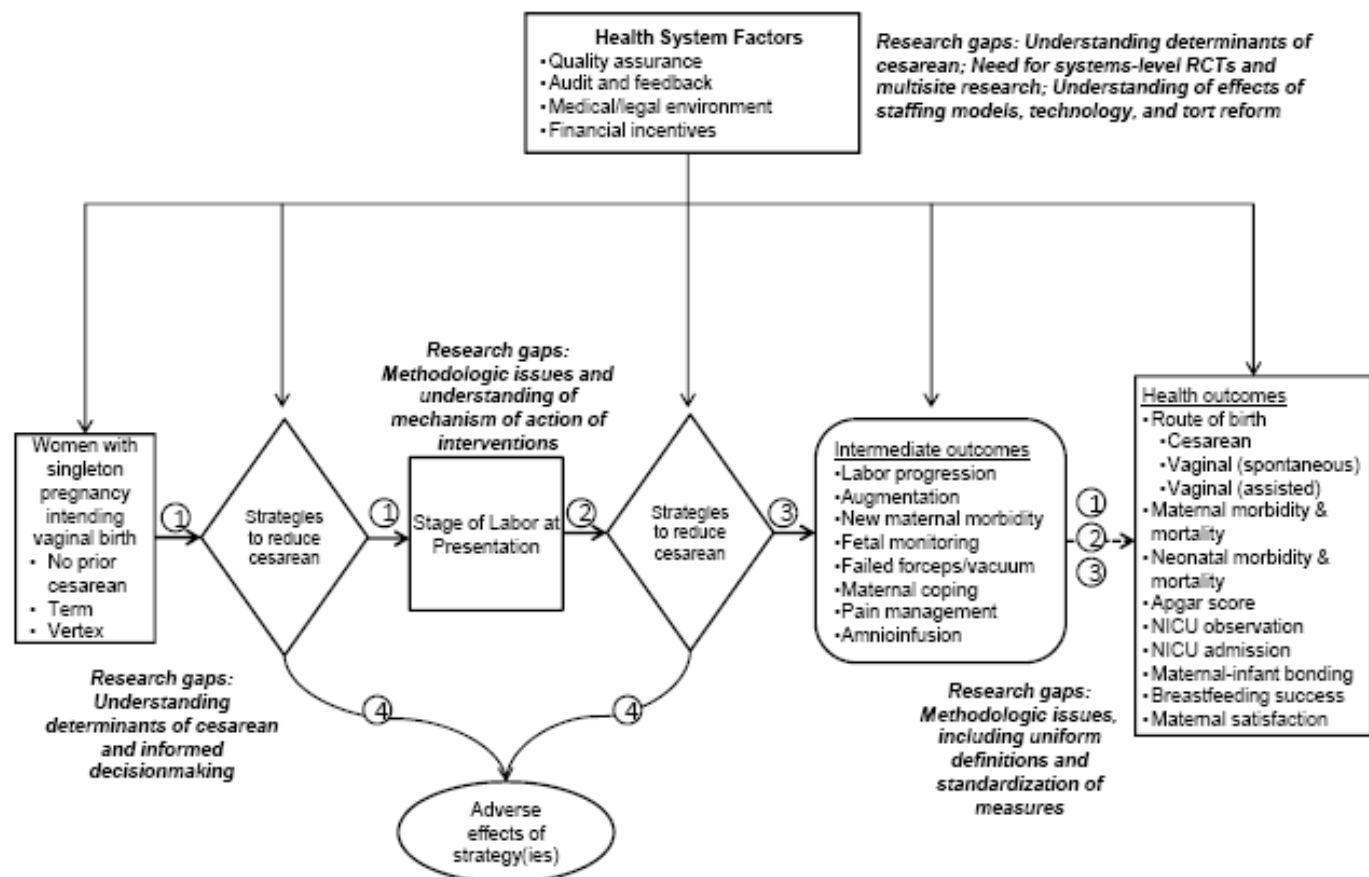 Health System Factors
•Quality assurance
•Audit and feedback
•Medical/legal environment
•Financial incentives
Research gaps: Understanding determinants of
cesarean; Need for systems-level RCTs and
multisite research; Understanding of effects of
staffing models, technology, and tort reform
Women with
singleton
pregnancy
intending
vaginal birth
• No prior
cesarean
• Term
• Vertex
1
Research gaps:
Understanding
determinants of cesarean
and informed
decisionmaking
Strategies
to reduce
cesarean
1
Research gaps:
Methodologic issues and
understanding of
mechanism of action of
interventions
Stage of Labor at
Presentation
2
Strategies
to reduce
cesarean
3
4
4
Adverse
effects of
strategy(ies)
Intermediate outcomes
•Labor progression
•Augmentation
•New maternal morbidity
•Fetal monitoring
•Failed forceps/vacuum
•Maternal coping
•Pain management
•Amnioinfusion
1
2
3
Research gaps:
Methodologic issues,
including uniform
definitions and
standardization of
measures
Health outcomes
•Route of birth
•Cesarean
•Vaginal (spontaneous)
•Vaginal (assisted)
•Maternal morbidity &
mortality
•Neonatal morbidity &
mortality
•Apgar score
•NICU observation
•NICU admission
•Maternal-infant bonding
•Breastfeeding success
•Maternal satisfaction